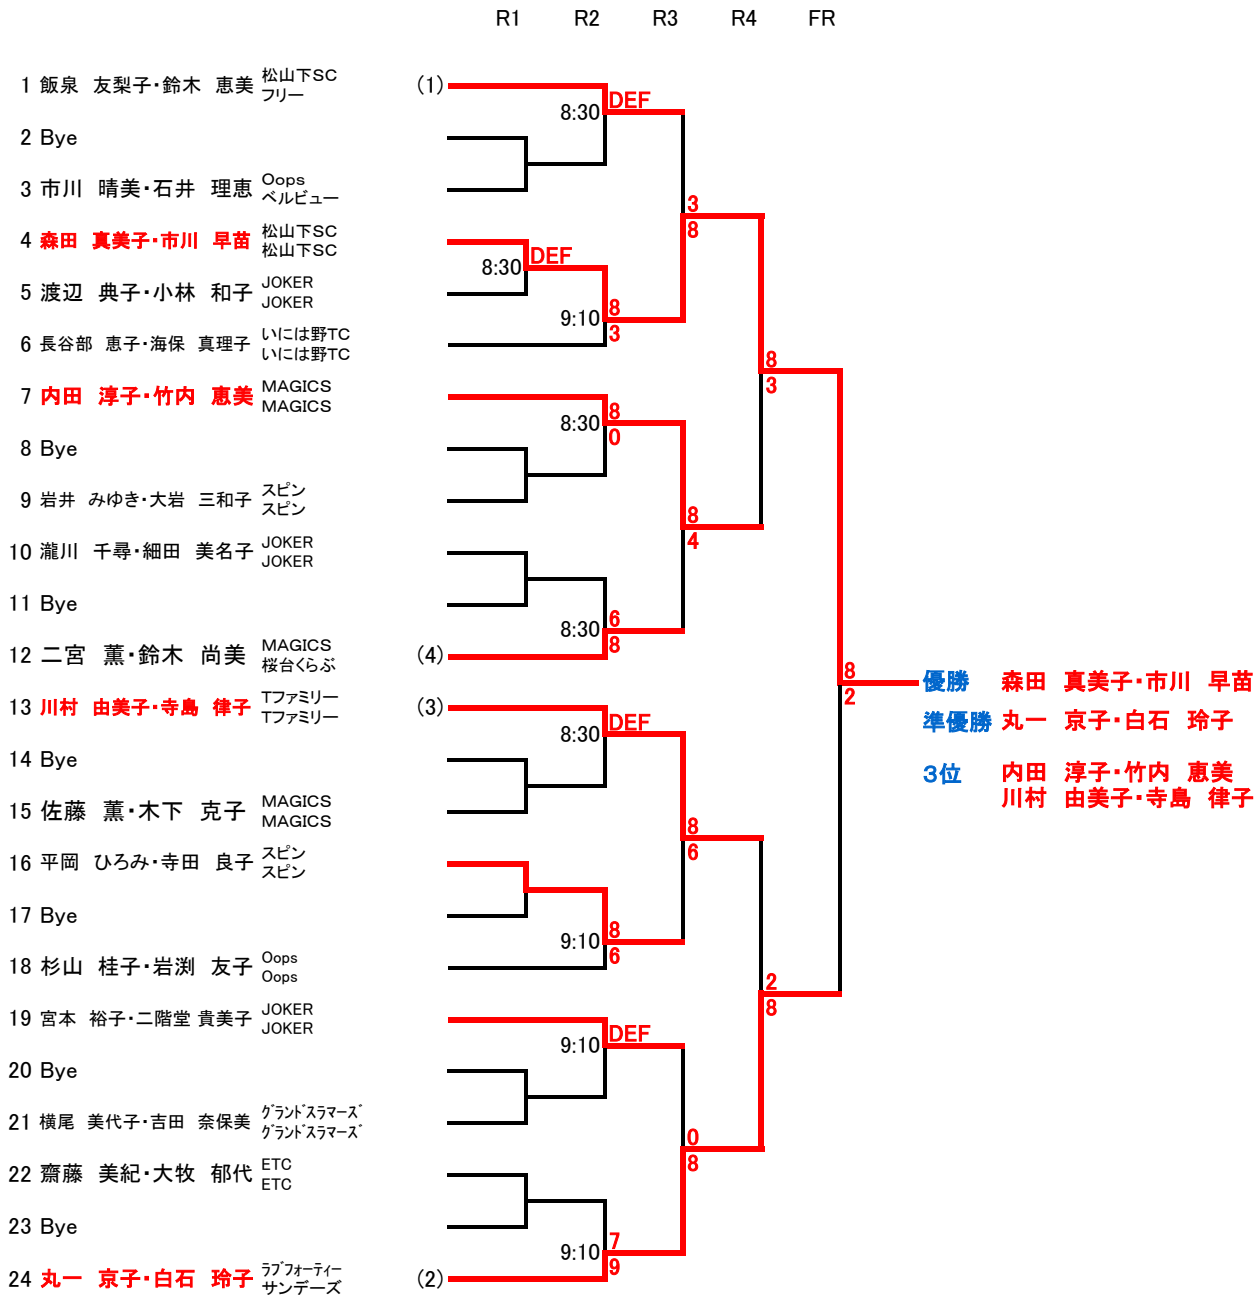 R1 R2 R3 R4 FR
1 飯泉 友梨子・鈴木 恵美 松山下SC (1)
フリー
DEF
8:30
2 Bye
3 市川 晴美・石井 理恵 Oops
ベルビュー
3
8
4 森田 真美子・市川 早苗 松山下SC
松山下SC
DEF
8:30
5 渡辺 典子・小林 和子 JOKER
JOKER
8
9:10
3
6 長谷部 恵子・海保 真理子 いには野TC
いには野TC
8
3
7 内田 淳子・竹内 恵美 MAGICS
MAGICS
8
8:30
0
8 Bye
9 岩井 みゆき・大岩 三和子 スピン
スピン
8
4
10 瀧川 千尋・細田 美名子 JOKER
JOKER
11 Bye
6
8:30
8
12 二宮 薫・鈴木 尚美 MAGICS (4)
桜台くらぶ
8
2
優勝 森田 真美子・市川 早苗
準優勝 丸一 京子・白石 玲子
3位 内田 淳子・竹内 恵美
川村 由美子・寺島 律子
13 川村 由美子・寺島 律子 Tファミリー (3)
Tファミリー
DEF
8:30
14 Bye
15 佐藤 薫・木下 克子 MAGICS
MAGICS
8
6
16 平岡 ひろみ・寺田 良子 スピン
スピン
17 Bye
8
9:10
6
18 杉山 桂子・岩渕 友子 Oops
Oops
2
8
19 宮本 裕子・二階堂 貴美子 JOKER
JOKER
DEF
9:10
20 Bye
21 横尾 美代子・吉田 奈保美 グランドスラマーズ
グランドスラマーズ
0
8
22 齋藤 美紀・大牧 郁代 ETC
ETC
23 Bye
7
9:10
9
24 丸一 京子・白石 玲子 ラブフォーティー (2)
サンデーズ